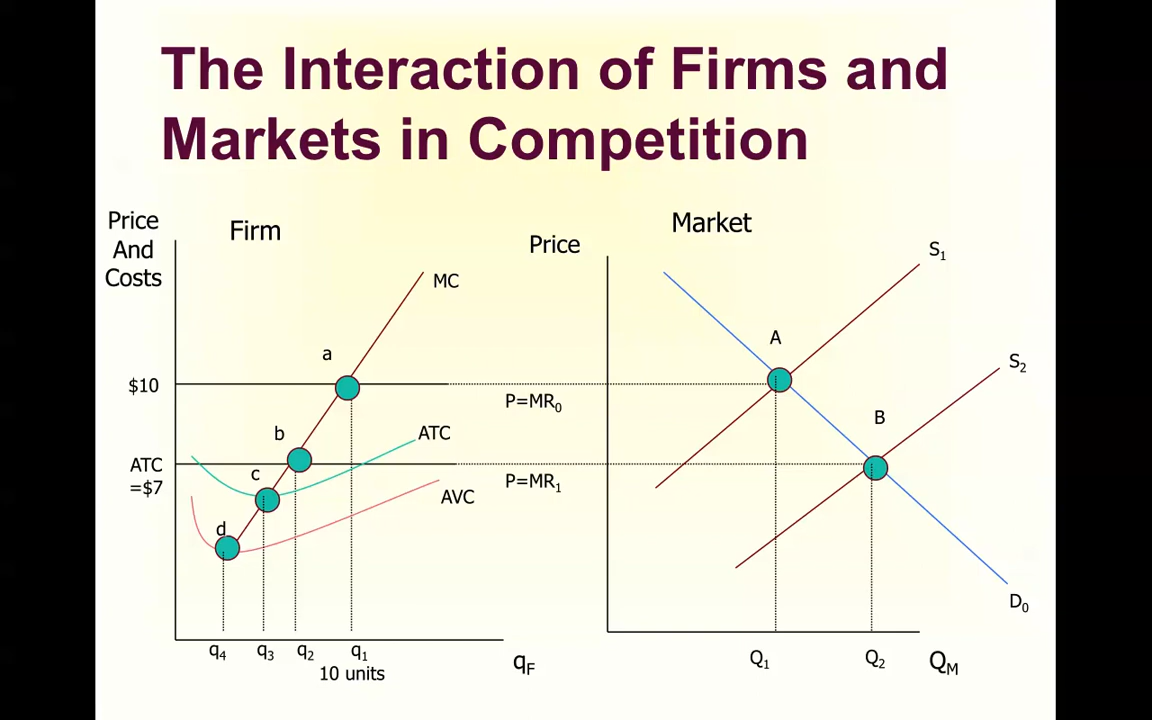 The Interaction of Firms and
Markets in Competition
Price
And
Costs
Firm
MC
a
$10
P=MR₀
b
ATC
ATC
=$7
c
P=MR₁
AVC
d
q₄
q₃
q₂
q₁
10 units
qF
Market
Price
S₁
A
S₂
B
D₀
Q₁
Q₂
QM